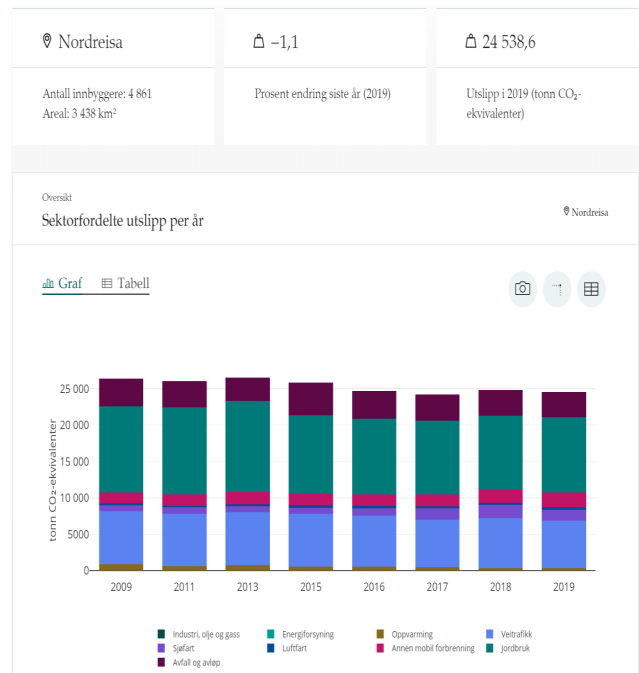 Nordreisa
Antall innbyggere: 4 861
Areal: 3 438 km²
−1,1
Prosent endring siste år (2019)
24 538,6
Utslipp i 2019 (tonn CO₂-
ekvivalenter)
Oversikt
Sektorfordelte utslipp per år
Nordreisa
Graf
Tabell
tonn CO₂-ekvivalenter
25 000
20 000
15 000
10 000
5000
0
2009 2011 2013 2015 2016 2017 2018 2019
Industri, olje og gass Energiforsyning Oppvarming Veitrafikk
Sjøfart Luftfart Annen mobil forbrenning Jordbruk
Avfall og avløp